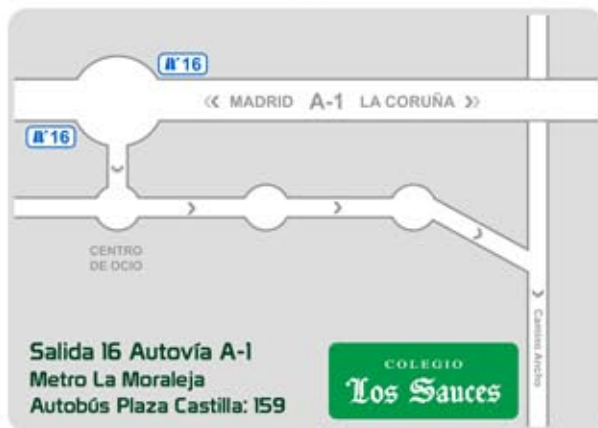 16
« MADRID A-1 LA CORUÑA »
16
CENTRO
DE OCIO
Camino Ancho
Salida 16 Autovía A-1
Metro La Moraleja
Autobús Plaza Castilla: 159
COLEGIO
Los Sauces